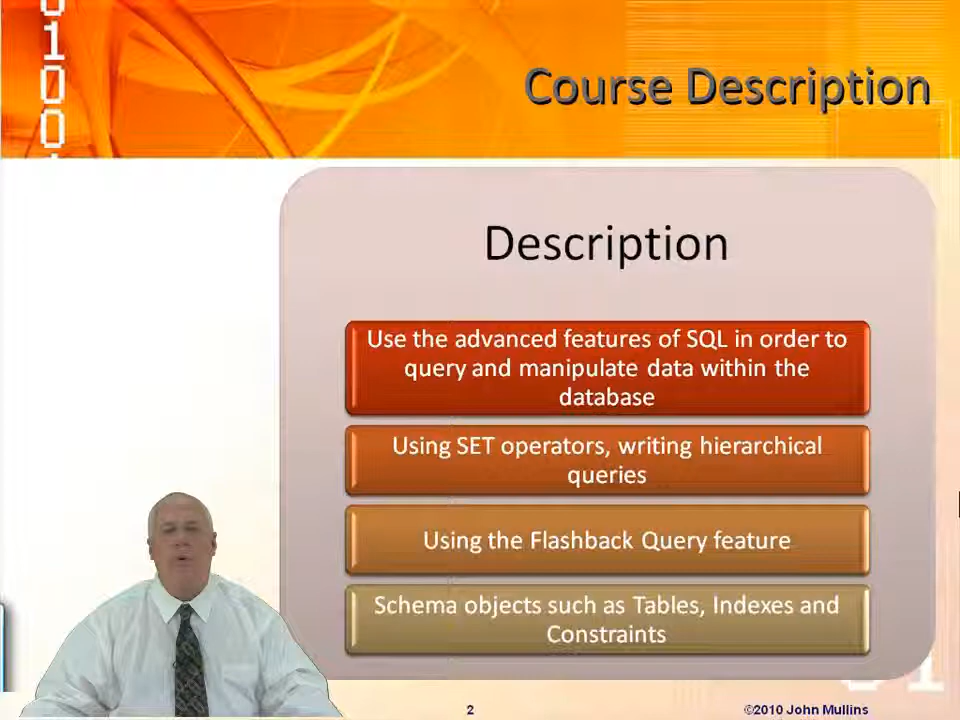 Course Description
Description
Use the advanced features of SQL in order to
query and manipulate data within the
database
Using SET operators, writing hierarchical
queries
Using the Flashback Query feature
Schema objects such as Tables, Indexes and
Constraints
2
©2010 John Mullins